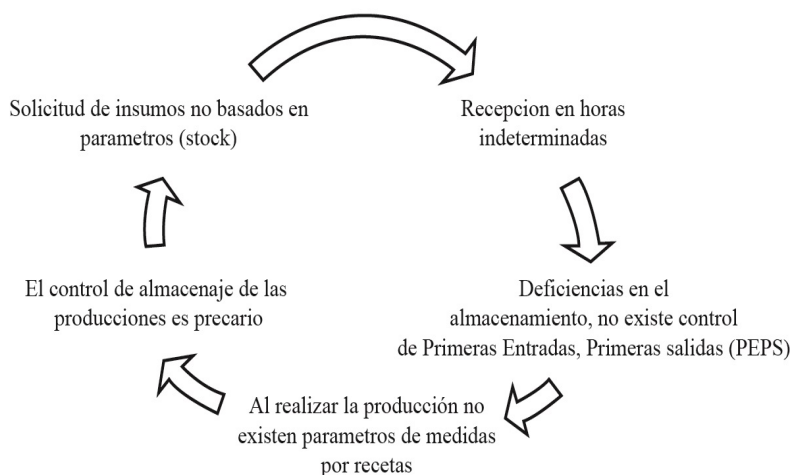 Solicitud de insumos no basados en
parametros (stock)
Recepcion en horas
indeterminadas
Deficiencias en el
almacenamiento, no existe control
de Primeras Entradas, Primeras salidas (PEPS)
Al realizar la producción no
existen parametros de medidas
por recetas
El control de almacenaje de las
producciones es precario